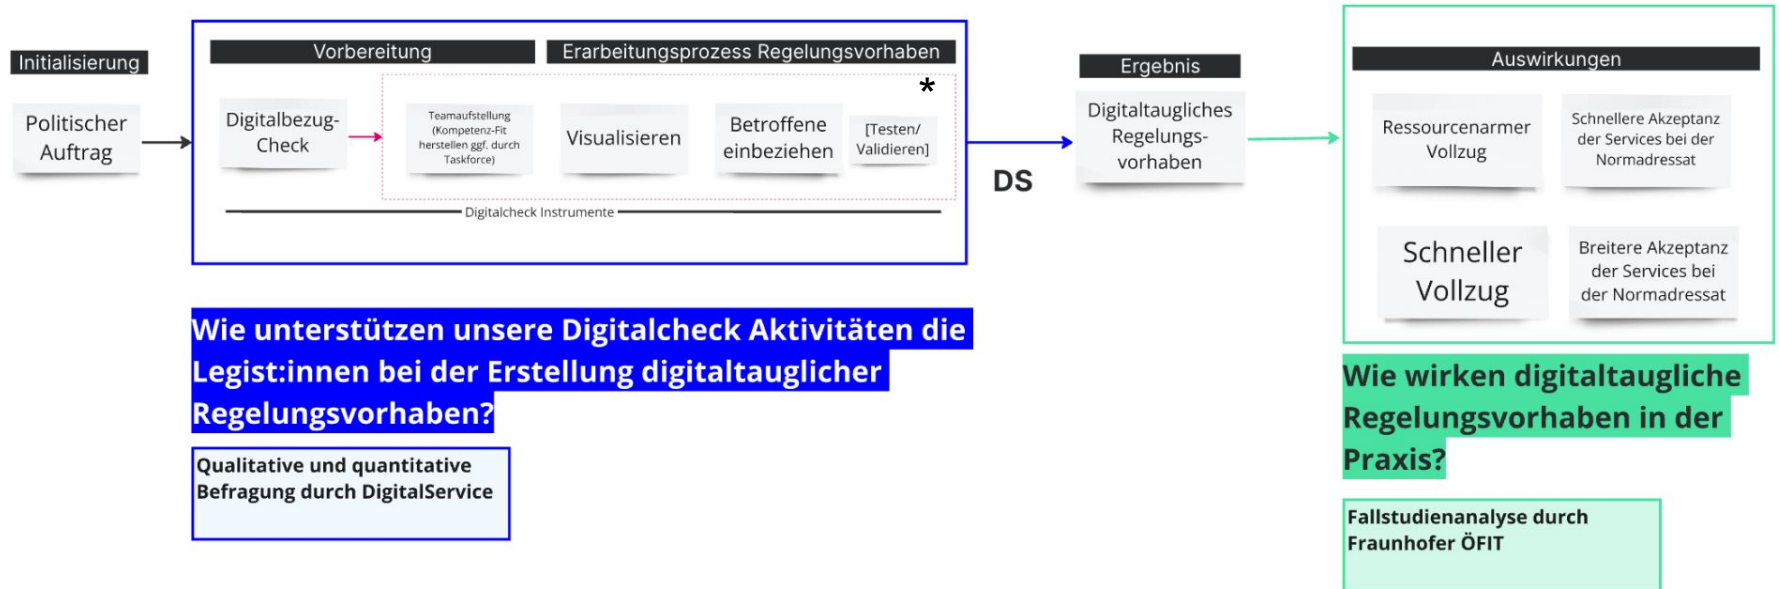 Initialisierung
Politischer
Auftrag
Vorbereitung
Erarbeitungsprozess Regelungsvorhaben
*
Digitalbezug-
Check
Teamaufstellung
(Kompetenz-Fit
herstellen ggf. durch
Taskforce)
Visualisieren
Betroffene
einbeziehen
[Testen/
Validieren]
Digitalcheck Instrumente
DS
Ergebnis
Digitaltaugliches
Regelungs-
vorhaben
Auswirkungen
Ressourcenarmer
Vollzug
Schnellere Akzeptanz
der Services bei der
Normadressat
Schneller
Vollzug
Breitere Akzeptanz
der Services bei
der Normadressat
Wie unterstützen unsere Digitalcheck Aktivitäten die
Legist:innen bei der Erstellung digitaltauglicher
Regelungsvorhaben?
Qualitative und quantitative
Befragung durch DigitalService
Wie wirken digitaltaugliche
Regelungsvorhaben in der
Praxis?
Fallstudienanalyse durch
Fraunhofer ÖFIT